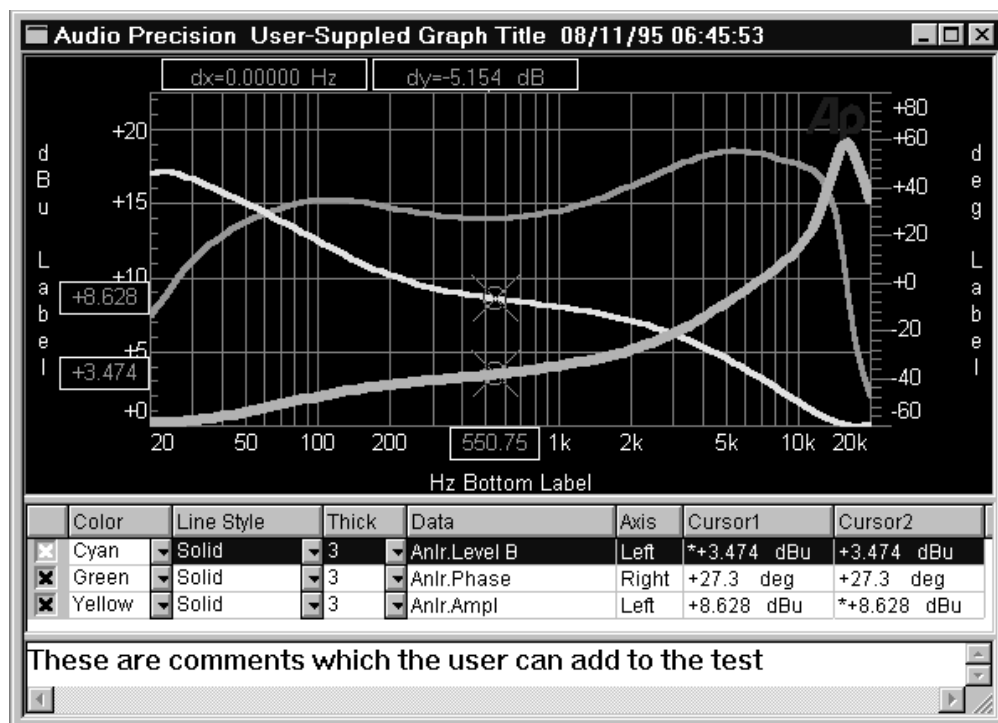 Audio Precision User-Suppled Graph Title 08/11/95 06:45:53
dx=0.00000 Hz dy=-5.154 dB
Ap
dBu Label
+20
+15
+10
+8.628
+5
+3.474
+0
+80
+60
+40
+20
+0
-20
-40
-60
deg Label
20 50 100 200 550.75 1k 2k 5k 10k 20k
Hz Bottom Label
Color Line Style Thick Data Axis Cursor1 Cursor2
Cyan Solid 3 Anlr.Level B Left *+3.474 dBu +3.474 dBu
Green Solid 3 Anlr.Phase Right +27.3 deg +27.3 deg
Yellow Solid 3 Anlr.Ampl Left +8.628 dBu *+8.628 dBu
These are comments which the user can add to the test